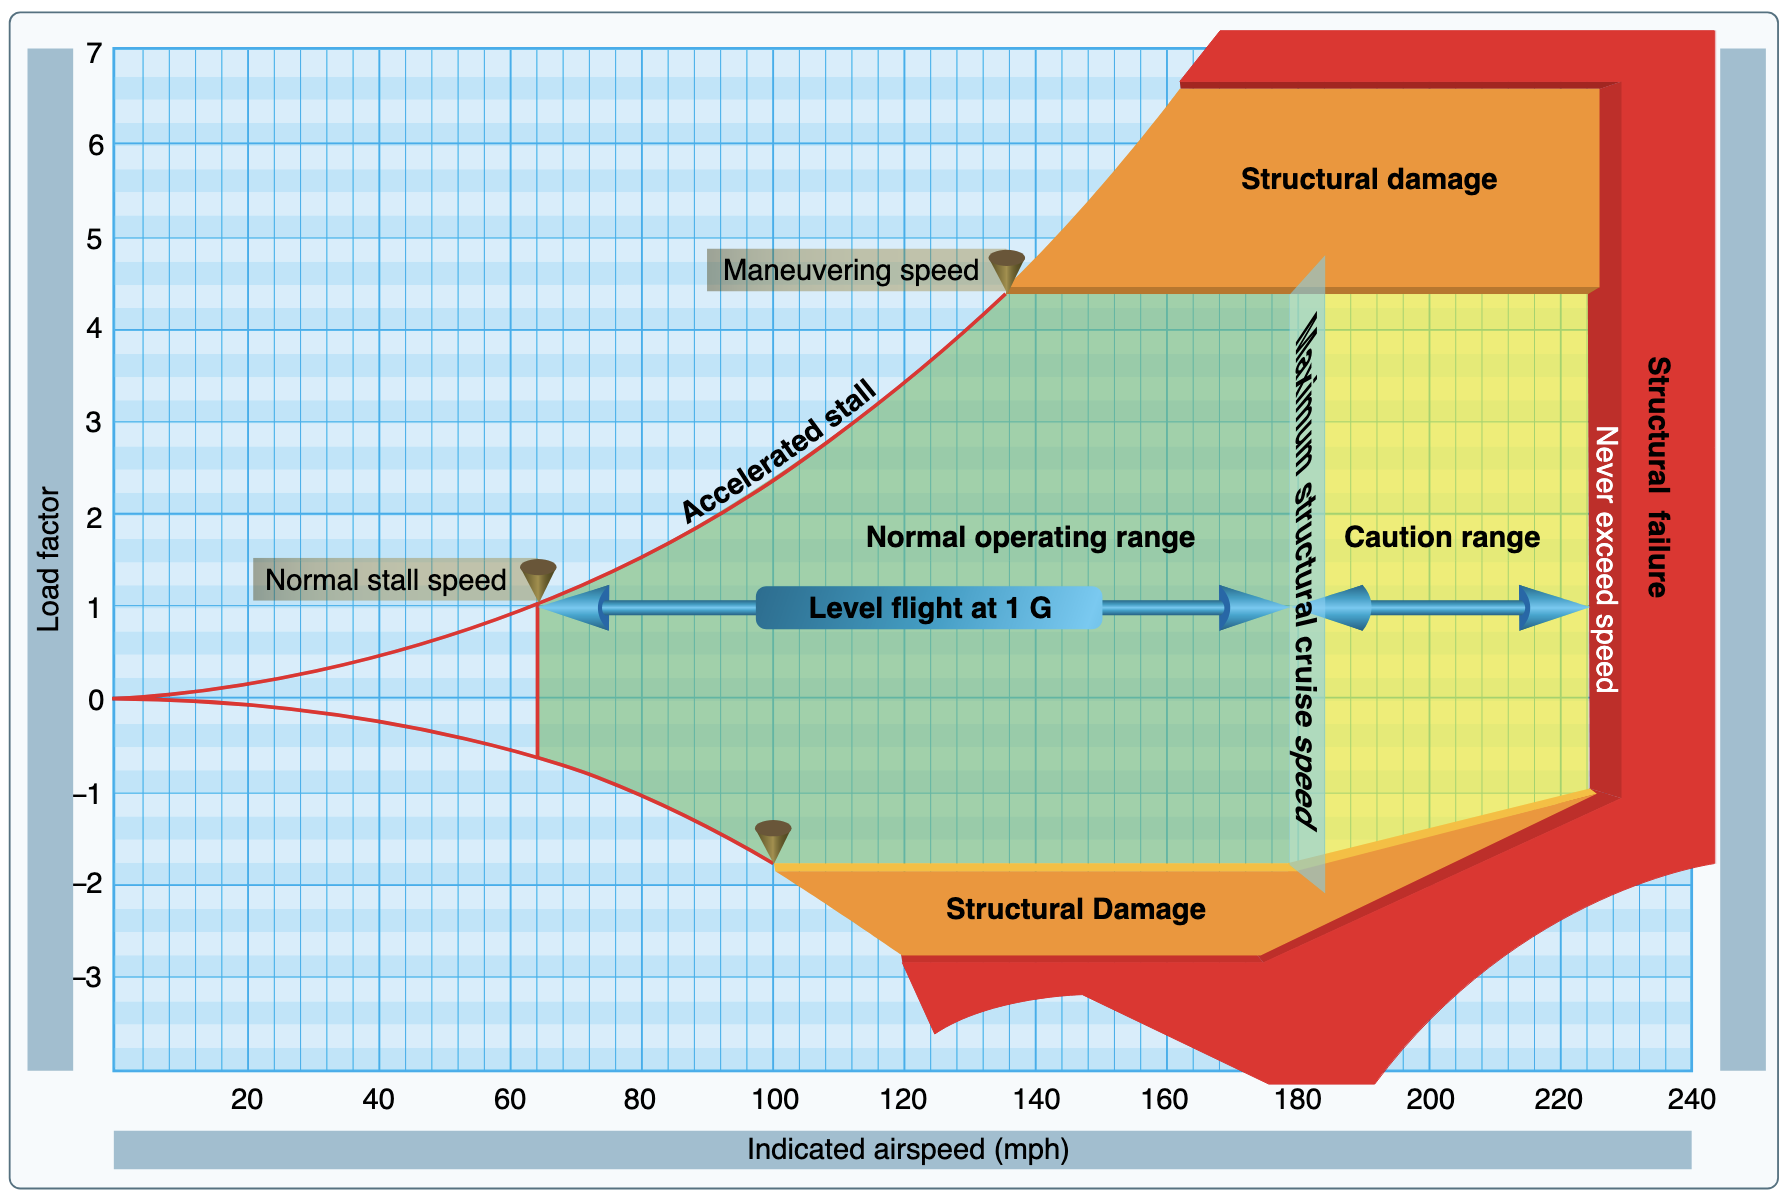 7
6
5
4
3
2
1
0
–1
–2
–3
Load factor
Structural damage
Maneuvering speed
Accelerated stall
Normal stall speed
Normal operating range
Level flight at 1 G
Maximum structural cruise speed
Caution range
Never exceed speed
Structural failure
Structural Damage
20 40 60 80 100 120 140 160 180 200 220 240
Indicated airspeed (mph)